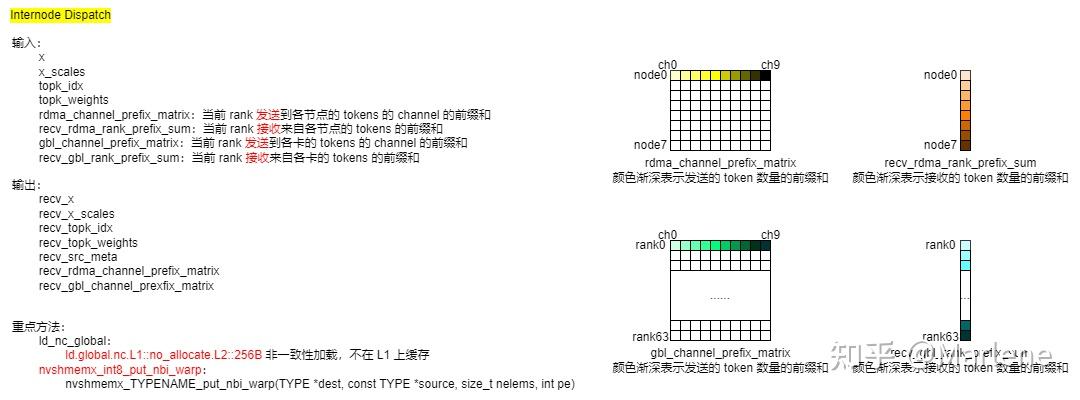 Internode Dispatch
输入:
x
x_scales
topk_idx
topk_weights
rdma_channel_prefix_matrix：当前 rank 发送到各节点的 tokens 的 channel 的前缀和
recv_rdma_rank_prefix_sum：当前 rank 接收来自各节点的 tokens 的前缀和
gbl_channel_prefix_matrix：当前 rank 发送到各卡的 tokens 的 channel 的前缀和
recv_gbl_rank_prefix_sum：当前 rank 接收来自各卡的 tokens 的前缀和
输出:
recv_x
recv_x_scales
recv_topk_idx
recv_topk_weights
recv_src_meta
recv_rdma_channel_prefix_matrix
recv_gbl_channel_prexfix_matrix
重点方法:
ld_nc_global:
ld.global.nc.L1::no_allocate.L2::256B 非一致性加载，不在 L1 上缓存
nvshmemx_int8_put_nbi_warp:
nvshmemx_TYPENAME_put_nbi_warp(TYPE *dest, const TYPE *source, size_t nelems, int pe)
ch0 ch9
node0
node7
rdma_channel_prefix_matrix
颜色渐深表示发送的 token 数量的前缀和
node0
node7
recv_rdma_rank_prefix_sum
颜色渐深表示接收的 token 数量的前缀和
ch0 ch9
rank0
......
rank63
gbl_channel_prefix_matrix
颜色渐深表示发送的 token 数量的前缀和
rank0
...
rank63
recv_gbl_rank_prefix_sum
颜色渐深表示接收的 token 数量的前缀和
知乎 @Marlene